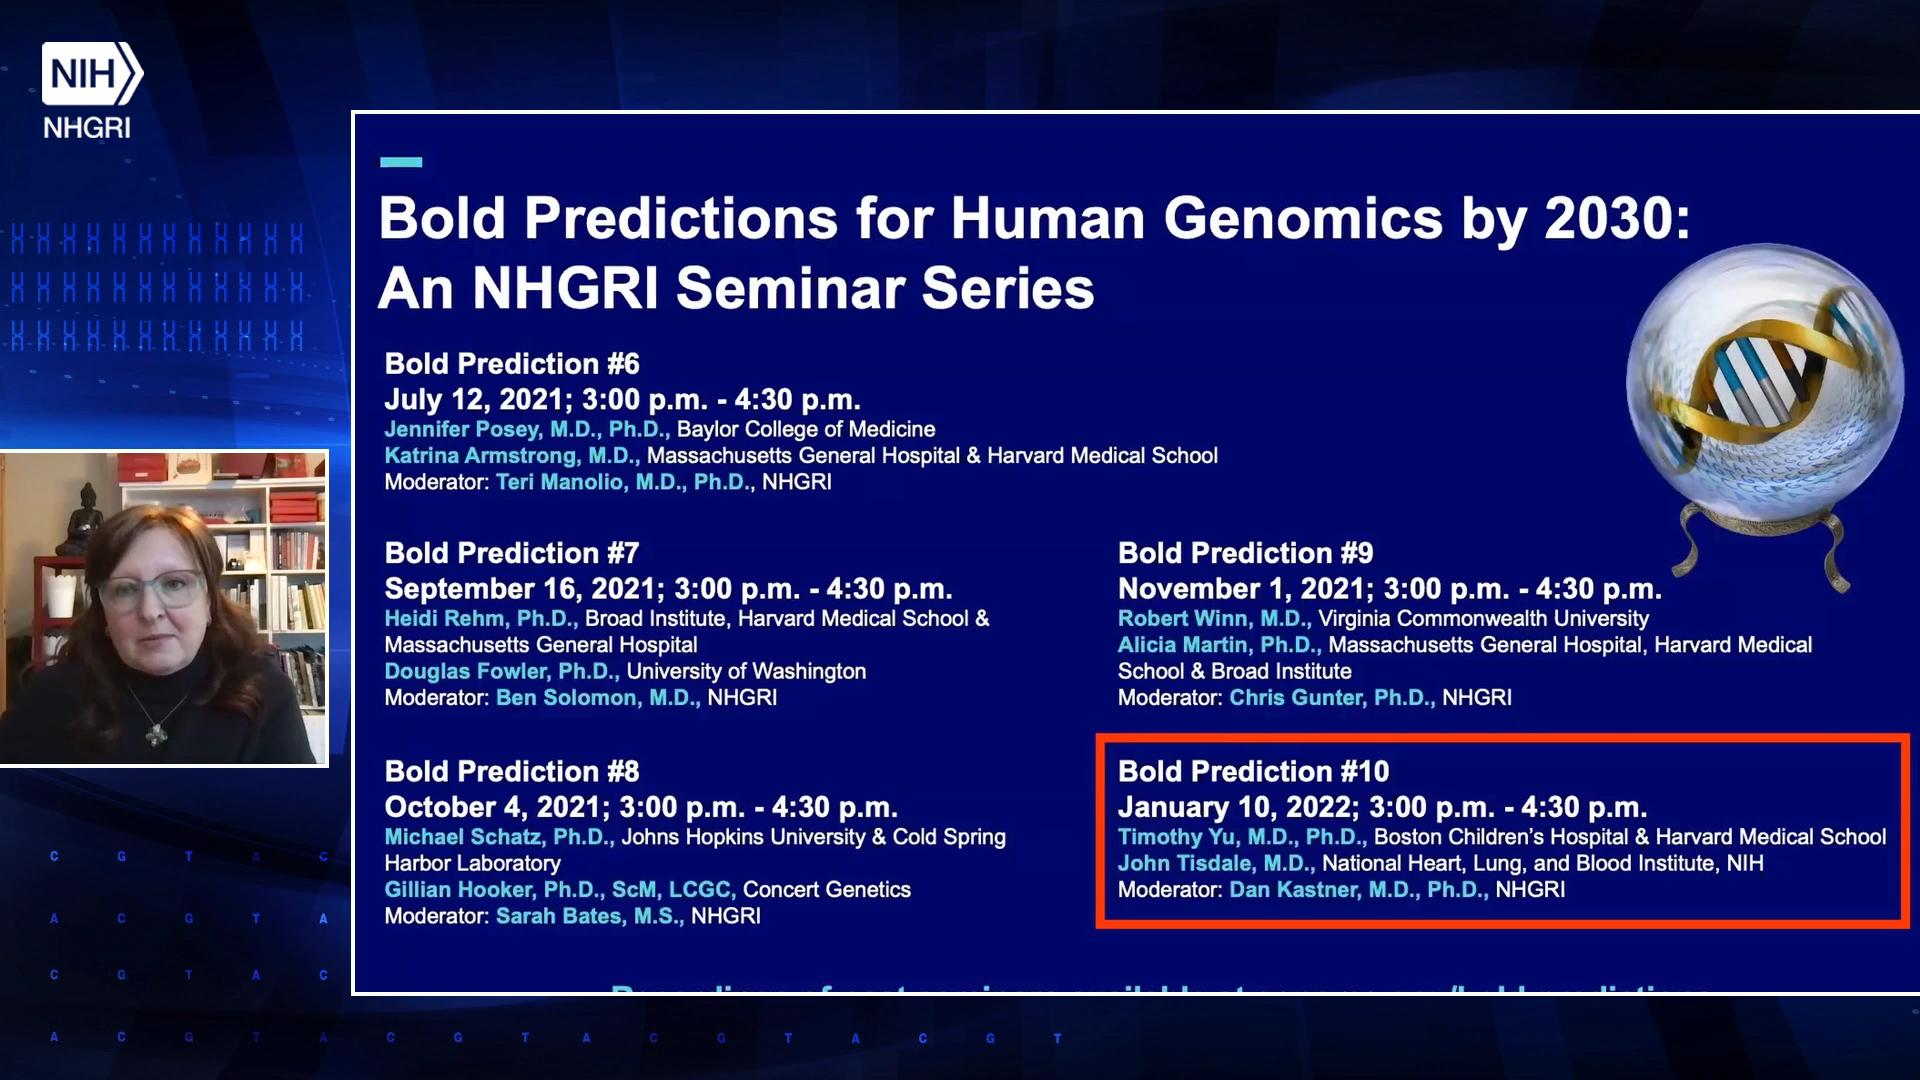 NIH
NHGRI
Bold Predictions for Human Genomics by 2030:
An NHGRI Seminar Series
Bold Prediction #6
July 12, 2021; 3:00 p.m. - 4:30 p.m.
Jennifer Posey, M.D., Ph.D., Baylor College of Medicine
Katrina Armstrong, M.D., Massachusetts General Hospital & Harvard Medical School
Moderator: Teri Manolio, M.D., Ph.D., NHGRI
Bold Prediction #7
September 16, 2021; 3:00 p.m. - 4:30 p.m.
Heidi Rehm, Ph.D., Broad Institute, Harvard Medical School &
Massachusetts General Hospital
Douglas Fowler, Ph.D., University of Washington
Moderator: Ben Solomon, M.D., NHGRI
Bold Prediction #8
October 4, 2021; 3:00 p.m. - 4:30 p.m.
Michael Schatz, Ph.D., Johns Hopkins University & Cold Spring
Harbor Laboratory
Gillian Hooker, Ph.D., ScM, LCGC, Concert Genetics
Moderator: Sarah Bates, M.S., NHGRI
Bold Prediction #9
November 1, 2021; 3:00 p.m. - 4:30 p.m.
Robert Winn, M.D., Virginia Commonwealth University
Alicia Martin, Ph.D., Massachusetts General Hospital, Harvard Medical
School & Broad Institute
Moderator: Chris Gunter, Ph.D., NHGRI
Bold Prediction #10
January 10, 2022; 3:00 p.m. - 4:30 p.m.
Timothy Yu, M.D., Ph.D., Boston Children’s Hospital & Harvard Medical School
John Tisdale, M.D., National Heart, Lung, and Blood Institute, NIH
Moderator: Dan Kastner, M.D., Ph.D., NHGRI
C G T A C
A C G T A
C G T A C
A C G T A C G T A C G T A C G T